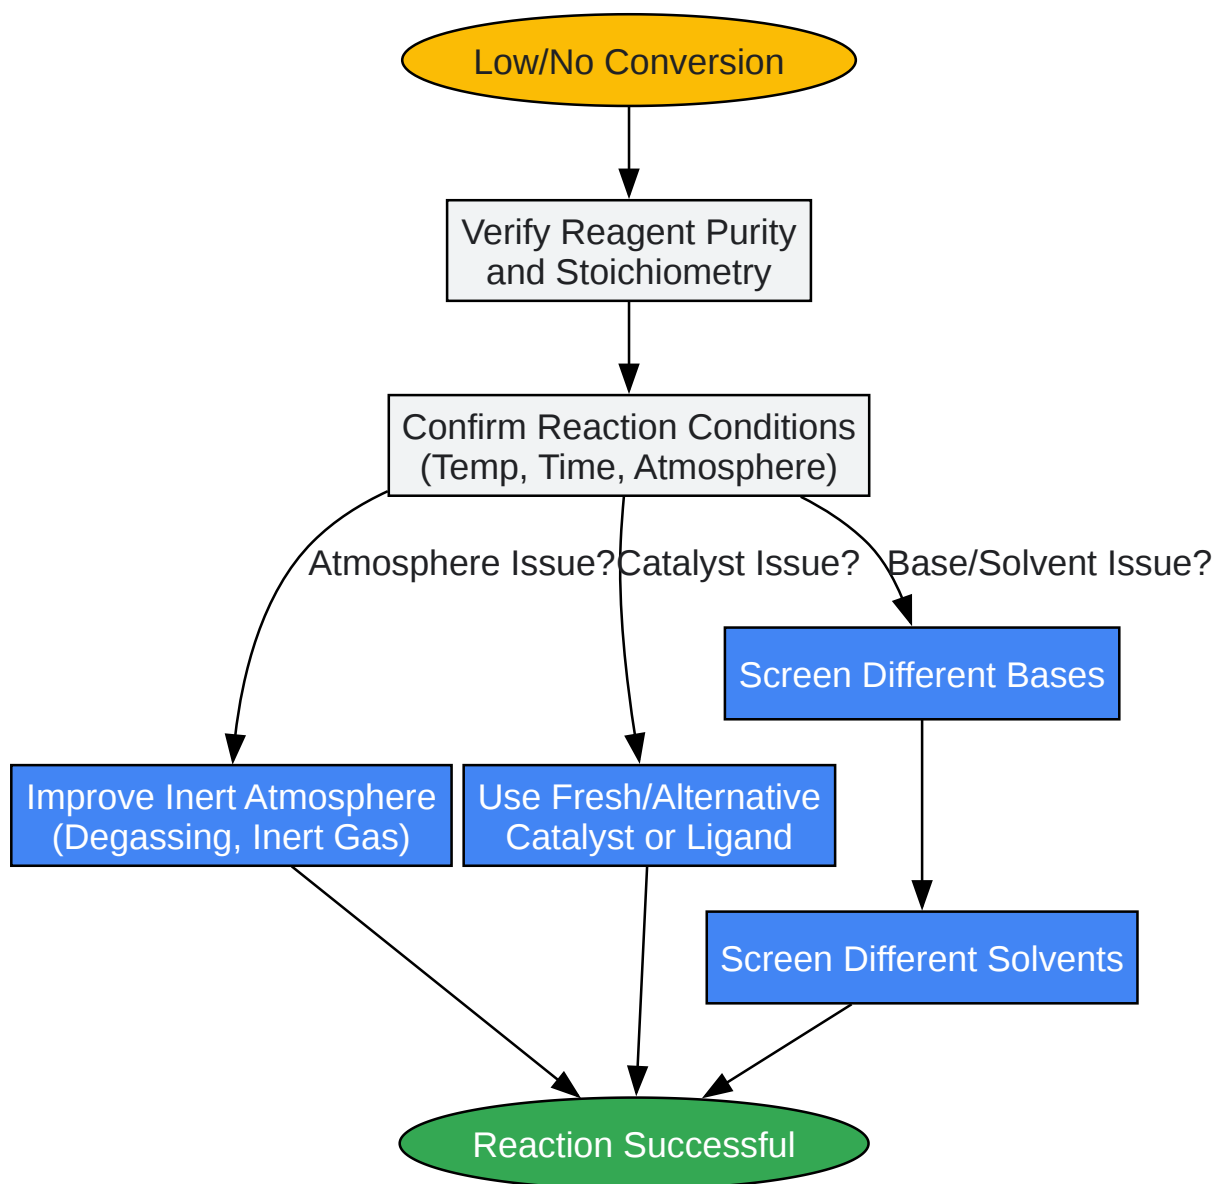 Low/No Conversion
Verify Reagent Purity
and Stoichiometry
Confirm Reaction Conditions
(Temp, Time, Atmosphere)
Atmosphere Issue?
Catalyst Issue?
Base/Solvent Issue?
Screen Different Bases
Improve Inert Atmosphere
(Degassing, Inert Gas)
Use Fresh/Alternative
Catalyst or Ligand
Screen Different Solvents
Reaction Successful